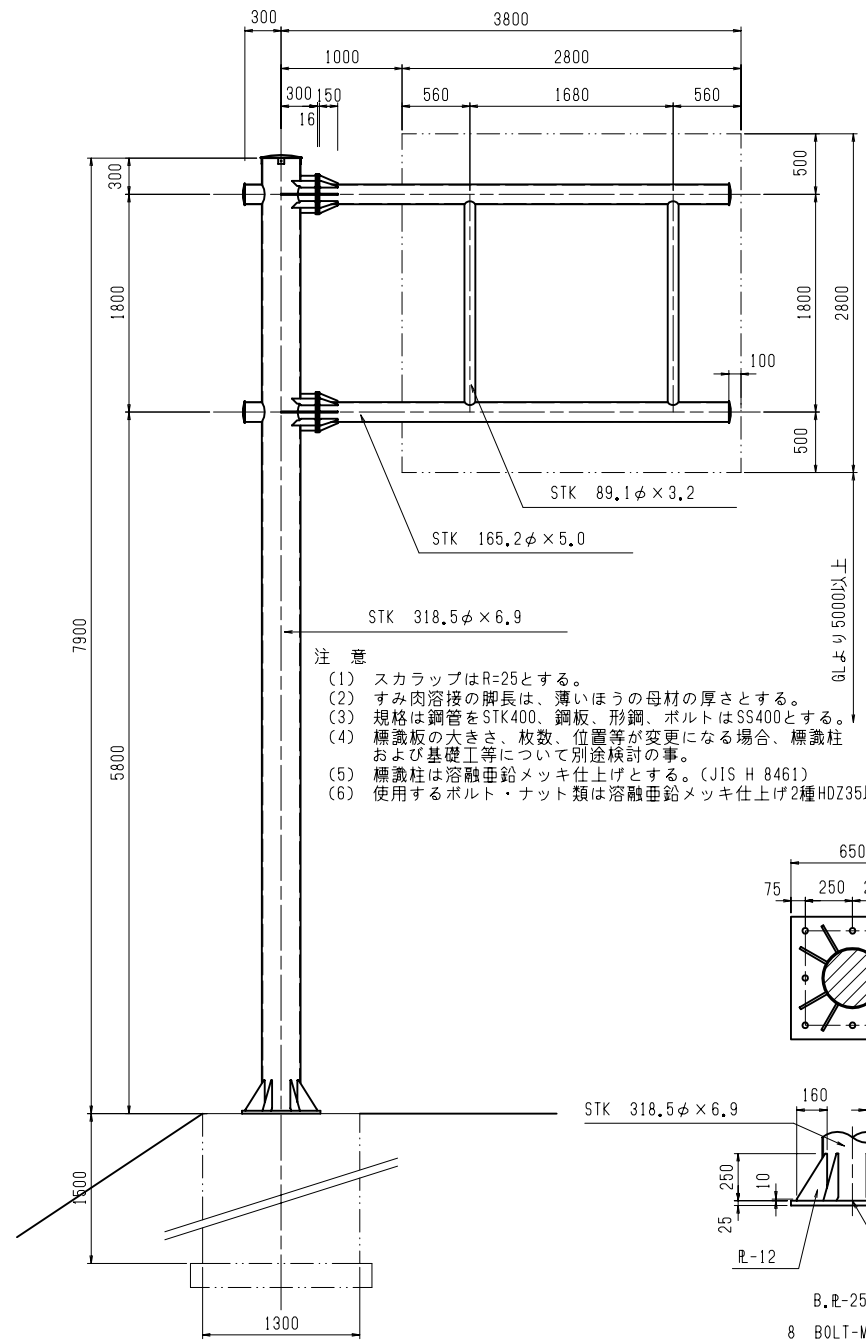 300
3800
1000
2800
300
150
560
1680
560
16
300
500
1800
1800
2800
100
500
STK 89.1φ×3.2
STK 165.2φ×5.0
GLより5000以上
STK 318.5φ×6.9
7900
5800
注 意
(1) スカラップはR=25とする。
(2) すみ肉溶接の脚長は、薄いほうの母材の厚さとする。
(3) 規格は鋼管をSTK400、鋼板、形鋼、ボルトはSS400とする。
(4) 標識板の大きさ、枚数、位置等が変更になる場合、標識柱
および基礎工等について別途検討の事。
(5) 標識柱は溶融亜鉛メッキ仕上げとする。(JIS H 8461)
(6) 使用するボルト・ナット類は溶融亜鉛メッキ仕上げ2種HDZ35
650
75 250
STK 318.5φ×6.9
160
250
10
25
1500
PL-12
B.PL-25
8 BOLT-M
1300